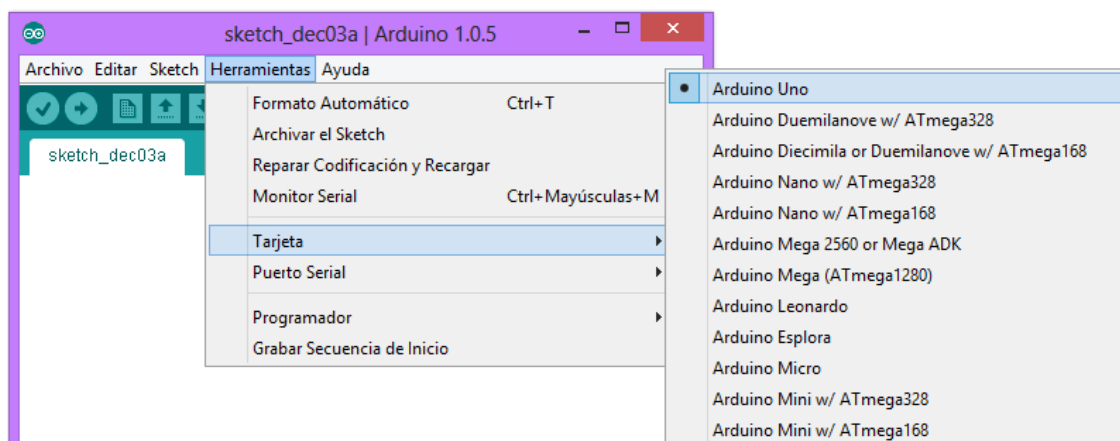 sketch_dec03a | Arduino 1.0.5
Archivo Editar Sketch Herramientas Ayuda
sketch_dec03a
Formato Automático Ctrl+T
Archivar el Sketch
Reparar Codificación y Recargar
Monitor Serial Ctrl+Mayúsculas+M
Tarjeta
Puerto Serial
Programador
Grabar Secuencia de Inicio
Arduino Uno
Arduino Duemilanove w/ ATmega328
Arduino Diecimila or Duemilanove w/ ATmega168
Arduino Nano w/ ATmega328
Arduino Nano w/ ATmega168
Arduino Mega 2560 or Mega ADK
Arduino Mega (ATmega1280)
Arduino Leonardo
Arduino Esplora
Arduino Micro
Arduino Mini w/ ATmega328
Arduino Mini w/ ATmega168